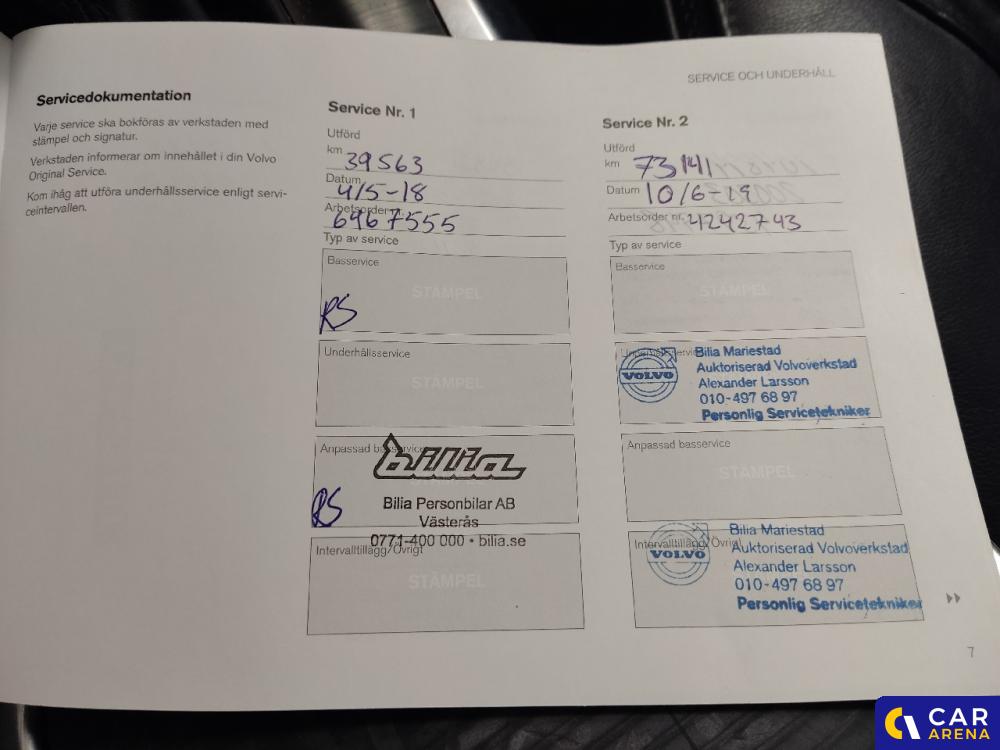 SERVICE OCH UNDERHÅLL
Servicedokumentation
Varje service ska bokföras av verkstaden med
stämpel och signatur.
Verkstaden informerar om innehållet i din Volvo
Original Service.
Kom ihåg att utföra underhållsservice enligt servi-
ceintervallen.
Service Nr. 1
Utförd
km 39563
Datum 4/5-18
Arbetsorder nr. 6967555
Typ av service
Basservice
STÄMPEL
RS
Underhållsservice
STÄMPEL
Anpassad basservice
bilia
RS
Bilia Personbilar AB
Västerås
0771-400 000 • bilia.se
Intervalltillägg/Övrigt
STÄMPEL
Service Nr. 2
Utförd
km 73141
Datum 10/6-19
Arbetsorder nr. 4242743
Typ av service
Basservice
STÄMPEL
Underhållsservice
VOLVO
Bilia Mariestad
Auktoriserad Volvoverkstad
Alexander Larsson
010-497 68 97
Personlig Servicetekniker
Anpassad basservice
STÄMPEL
Intervalltillägg/Övrigt
VOLVO
Bilia Mariestad
Auktoriserad Volvoverkstad
Alexander Larsson
010-497 68 97
Personlig Servicetekniker
7
CAR
ARENA